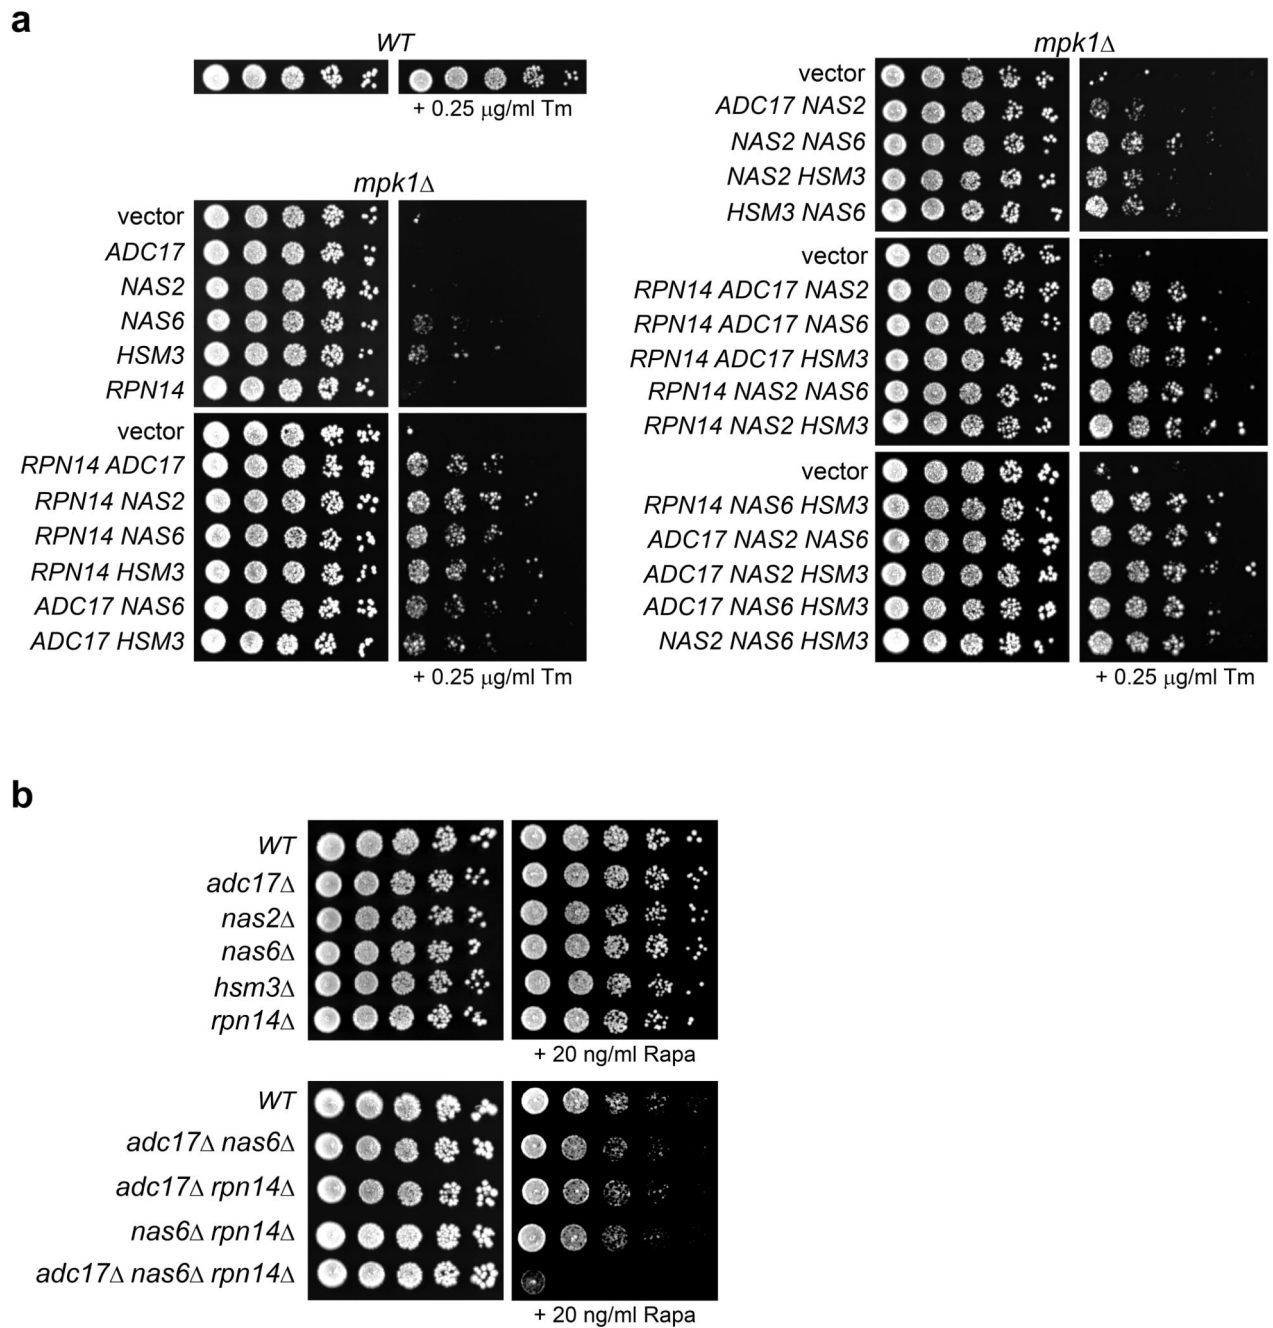 a
WT
+ 0.25 μg/ml Tm
mpk1Δ
vector
ADC17
NAS2
NAS6
HSM3
RPN14
vector
RPN14 ADC17
RPN14 NAS2
RPN14 NAS6
RPN14 HSM3
ADC17 NAS6
ADC17 HSM3
+ 0.25 μg/ml Tm
mpk1Δ
vector
ADC17 NAS2
NAS2 NAS6
NAS2 HSM3
HSM3 NAS6
vector
RPN14 ADC17 NAS2
RPN14 ADC17 NAS6
RPN14 ADC17 HSM3
RPN14 NAS2 NAS6
RPN14 NAS2 HSM3
vector
RPN14 NAS6 HSM3
ADC17 NAS2 NAS6
ADC17 NAS2 HSM3
ADC17 NAS6 HSM3
NAS2 NAS6 HSM3
+ 0.25 μg/ml Tm
b
WT
adc17Δ
nas2Δ
nas6Δ
hsm3Δ
rpn14Δ
+ 20 ng/ml Rapa
WT
adc17Δ nas6Δ
adc17Δ rpn14Δ
nas6Δ rpn14Δ
adc17Δ nas6Δ rpn14Δ
+ 20 ng/ml Rapa